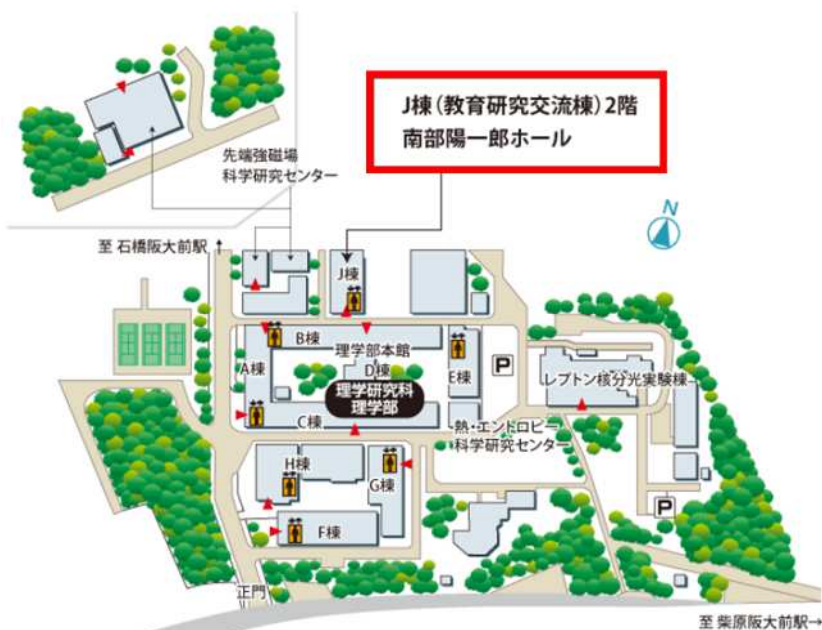 J棟(教育研究交流棟)2階
南部陽一郎ホール
先端強磁場
科学研究センター
N
至 石橋阪大前駅 ↑
J棟
B棟
理学部本館
A棟
D棟
E棟
P
レプトン核分光実験棟
理学研究科
理学部
C棟
熱・エントロピー
科学研究センター
H棟
G棟
P
F棟
正門
至 柴原阪大前駅→